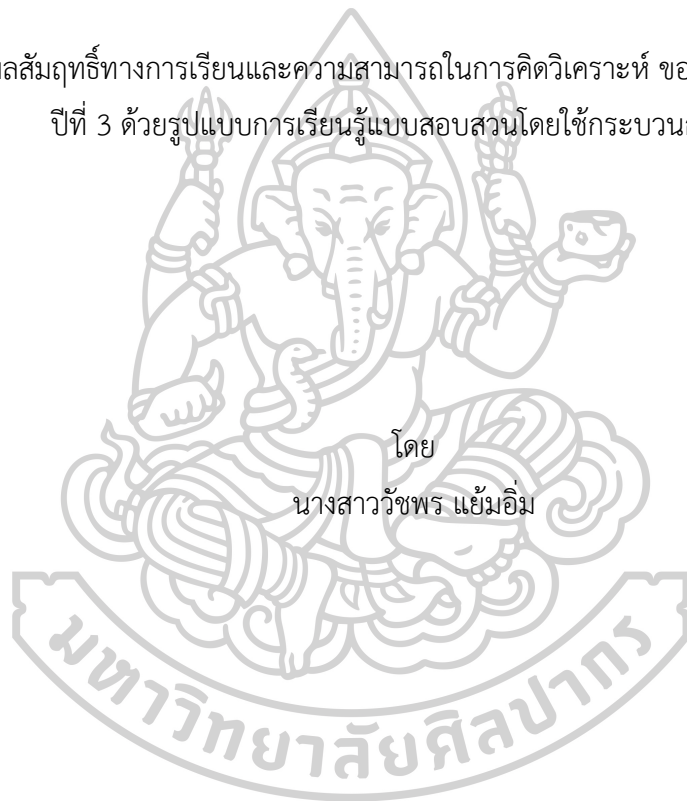 ลสัมฤทธิ์ทางการเรียนและความสามารถในการคิดวิเคราะห์ ขอ
ปีที่ 3 ด้วยรูปแบบการเรียนรู้แบบสอบสวนโดยใช้กระบวน
โดย
นางสาววัชพร แย้มอิ่ม
มหาวิทยาลัยศิลปากร